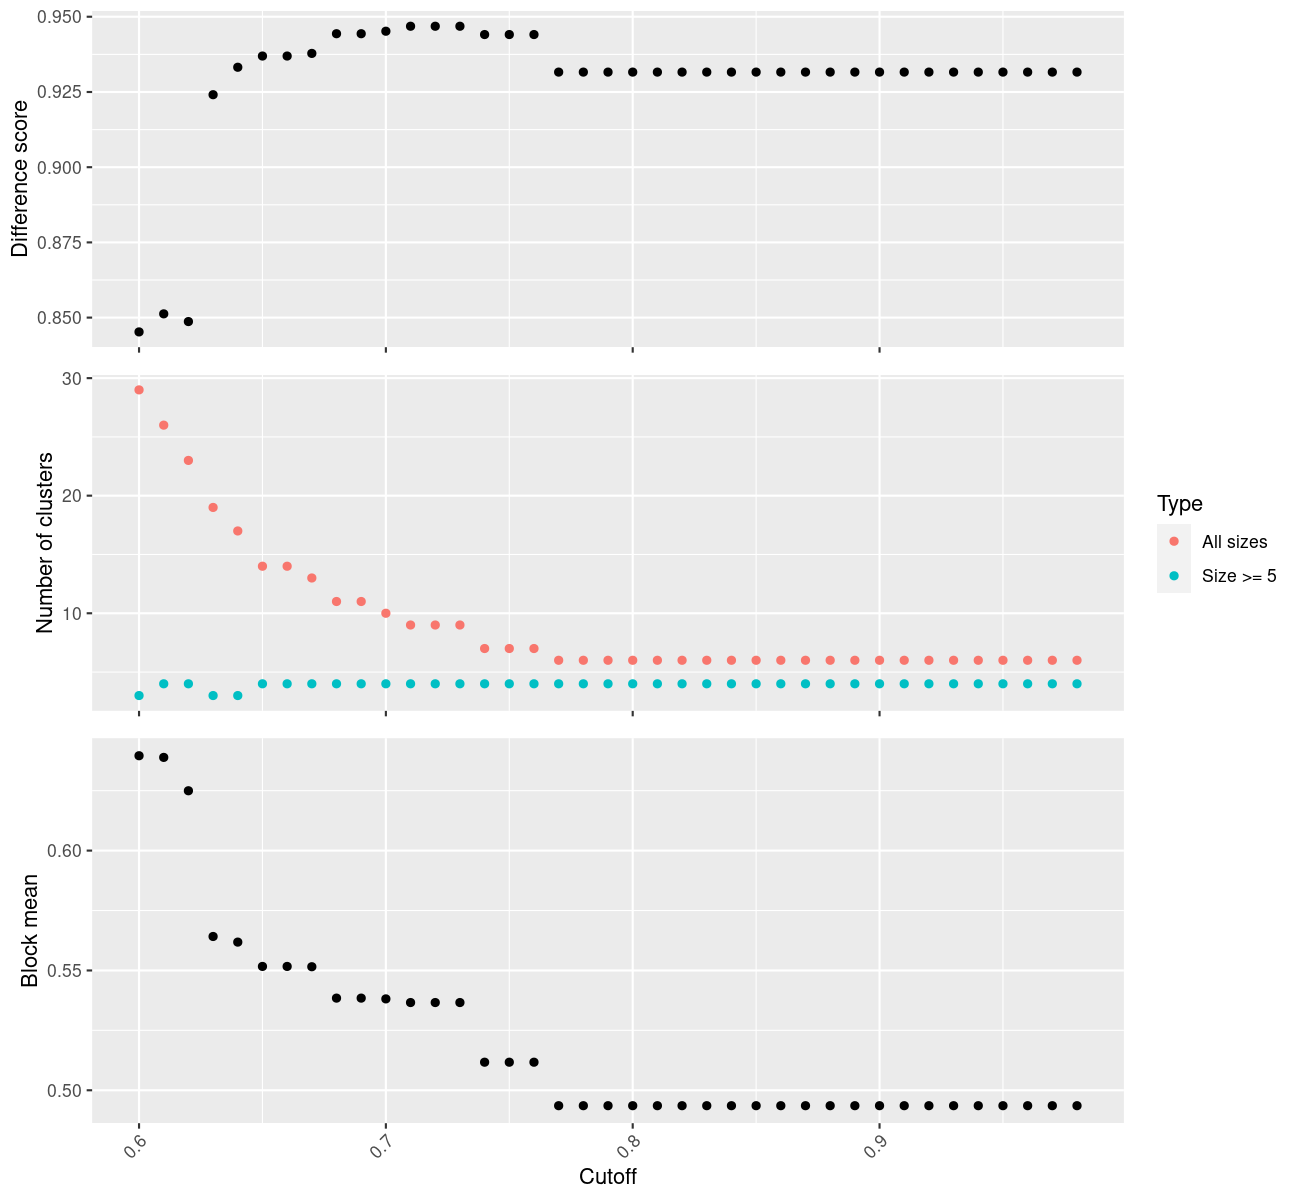 Difference score
0.950
0.925
0.900
0.875
0.850
Number of clusters
30
20
10
Block mean
0.60
0.55
0.50
0.6
0.7
0.8
0.9
Cutoff
Type
All sizes
Size >= 5